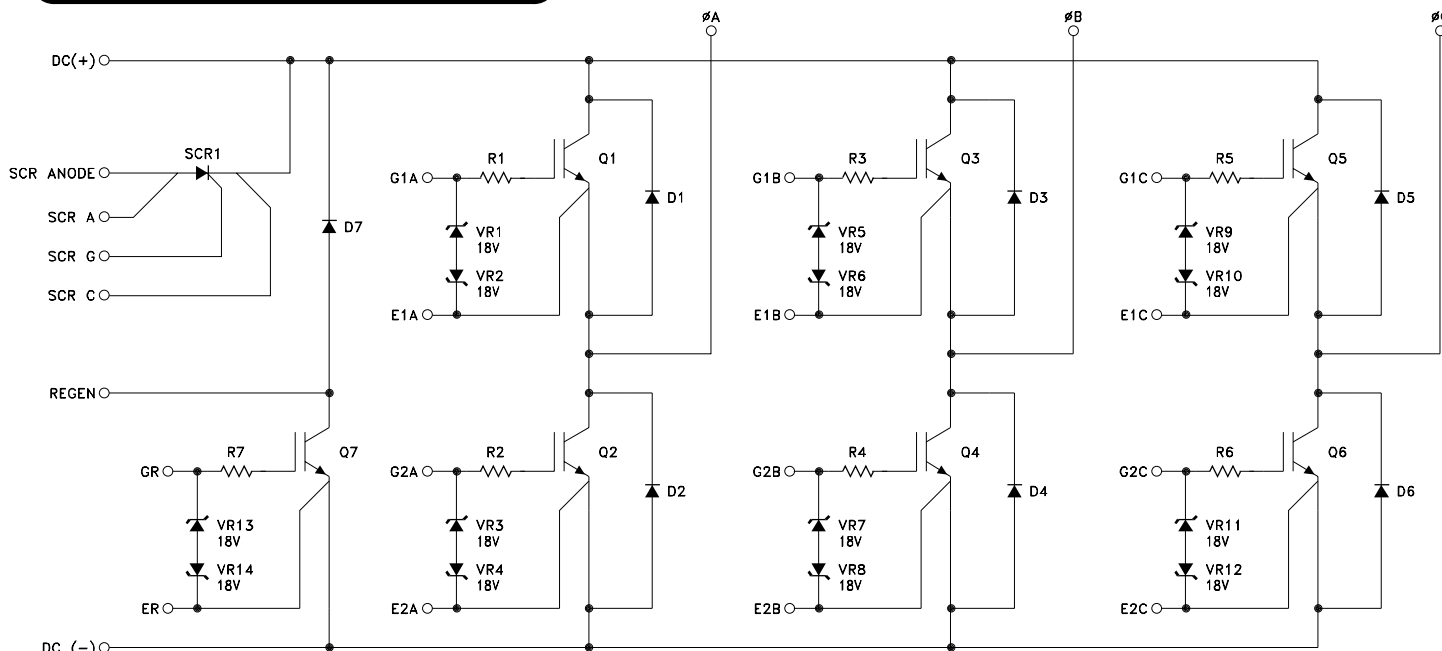 øA
øB
DC(+)
SCR1
SCR ANODE
SCR A
SCR G
SCR C
D7
REGEN
R1
Q1
G1A
D1
VR1
18V
VR2
18V
E1A
R3
Q3
G1B
D3
VR5
18V
VR6
18V
E1B
R5
Q5
G1C
D5
VR9
18V
VR10
18V
E1C
R7
Q7
GR
VR13
18V
VR14
18V
ER
R2
Q2
G2A
D2
VR3
18V
VR4
18V
E2A
R4
Q4
G2B
D4
VR7
18V
VR8
18V
E2B
R6
Q6
G2C
D6
VR11
18V
VR12
18V
E2C
DC (-)